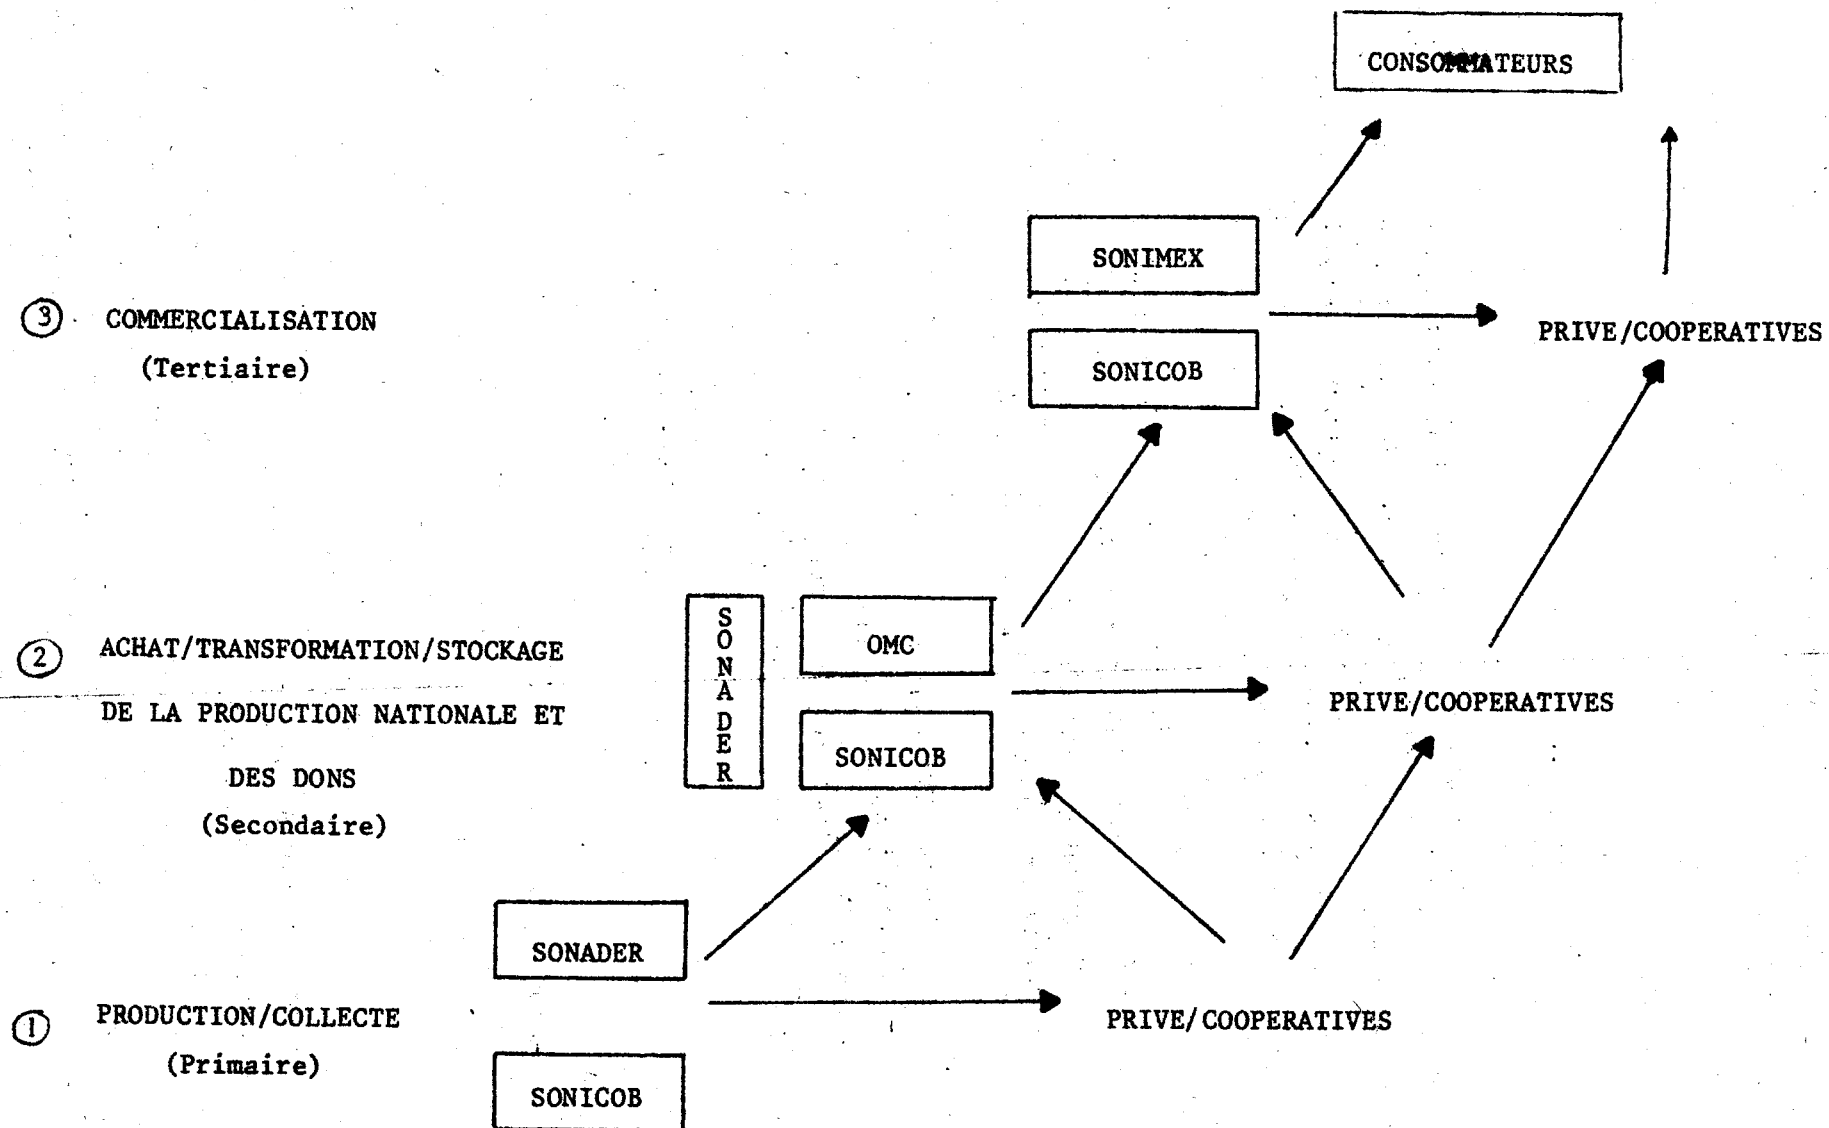 CONSOMMATEURS
SONIMEX
③ COMMERCIALISATION
(Tertiaire)
PRIVE/COOPERATIVES
SONICOB
② ACHAT/TRANSFORMATION/STOCKAGE
DE LA PRODUCTION NATIONALE ET
DES DONS
(Secondaire)
SONADER
OMC
SONICOB
PRIVE/COOPERATIVES
SONADER
① PRODUCTION/COLLECTE
(Primaire)
PRIVE/COOPERATIVES
SONICOB